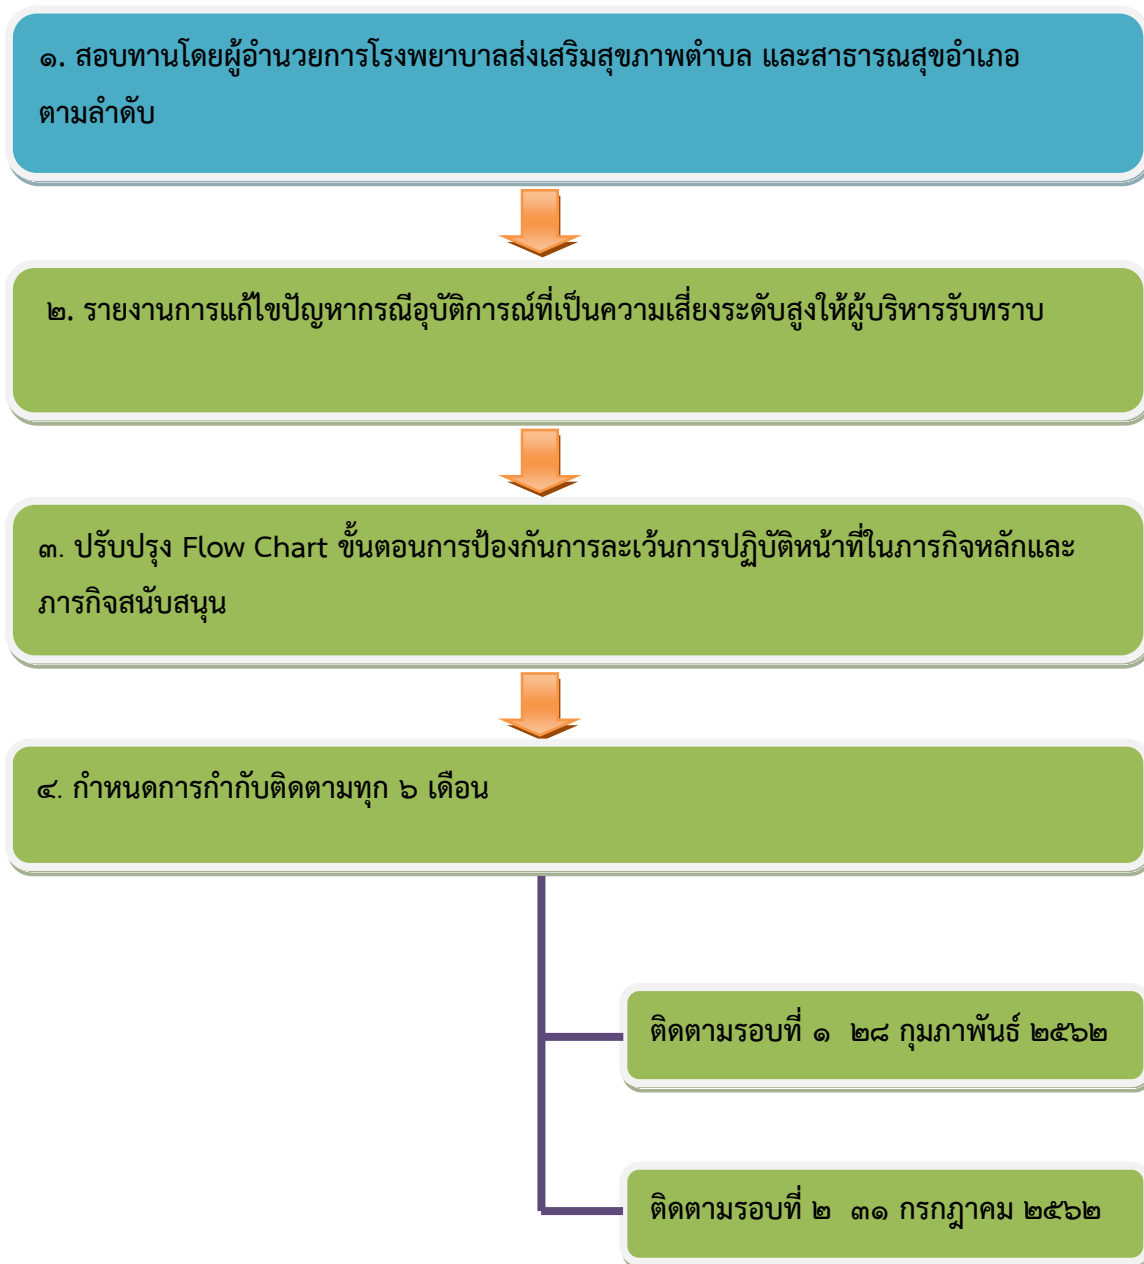 ๑. สอบทานโดยผู้อำนวยการโรงพยาบาลส่งเสริมสุขภาพตำบล และสาธารณสุขอำเภอ
ตามลำดับ
๒. รายงานการแก้ไขปัญหากรณีอุบัติการณ์ที่เป็นความเสี่ยงระดับสูงให้ผู้บริหารรับทราบ
๓. ปรับปรุง Flow Chart ขั้นตอนการป้องกันการละเว้นการปฏิบัติหน้าที่ในภารกิจหลักและ
ภารกิจสนับสนุน
๔. กำหนดการกำกับติดตามทุก ๖ เดือน
ติดตามรอบที่ ๑ ๒๘ กุมภาพันธ์ ๒๕๖๒
ติดตามรอบที่ ๒ ๓๑ กรกฎาคม ๒๕๖๒